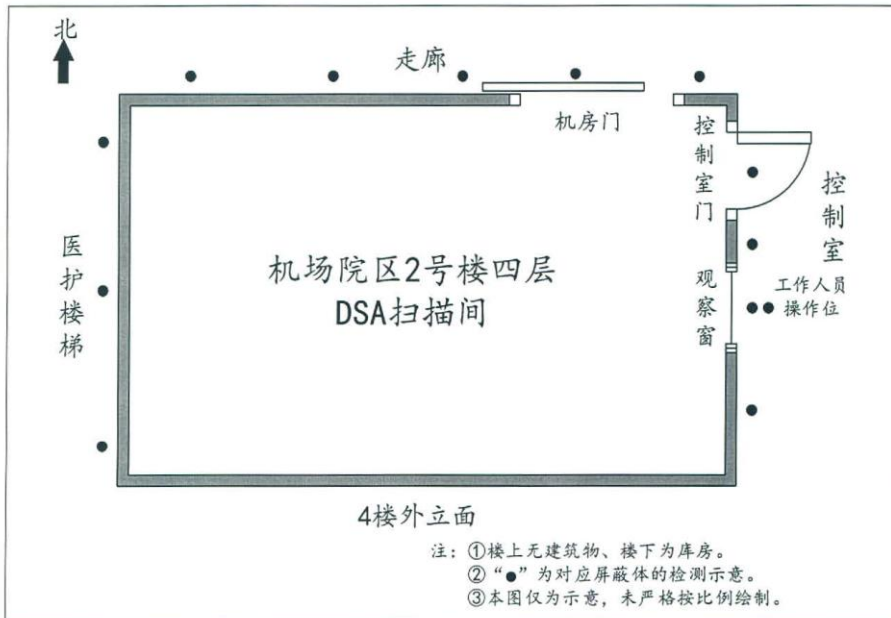 北
走廊
机房门
控制室门
控制室
医护楼梯
机场院区2号楼四层
DSA扫描间
观察窗
工作人员
操作位
4楼外立面
注：①楼上无建筑物、楼下为库房。
②“●”为对应屏蔽体的检测示意。
③本图仅为示意，未严格按比例绘制。